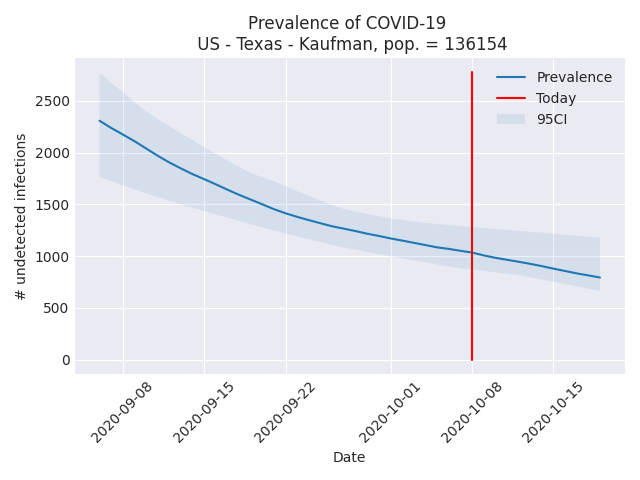 Prevalence of COVID-19
US - Texas - Kaufman, pop. = 136154
Prevalence
Today
95CI
# undetected infections
2500
2000
1500
1000
500
0
2020-09-08
2020-09-15
2020-09-22
2020-10-01
2020-10-08
2020-10-15
Date